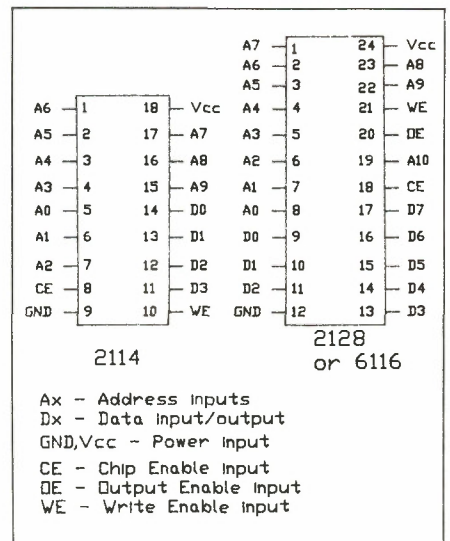 A7 1 24 Vcc
A6 2 23 A8
A5 3 22 A9
A6 1 18 Vcc A4 4 21 WE
A5 2 17 A7 A3 5 20 OE
A4 3 16 A8 A2 6 19 A10
A3 4 15 A9 A1 7 18 CE
A0 5 14 D0 A0 8 17 D7
A1 6 13 D1 D0 9 16 D6
A2 7 12 D2 D1 10 15 D5
CE 8 11 D3 D2 11 14 D4
GND 9 10 WE GND 12 13 D3
2114
2128
or 6116
Ax - Address Inputs
Dx - Data Input/output
GND,Vcc - Power Input
CE - Chip Enable Input
OE - Output Enable Input
WE - Write Enable Input